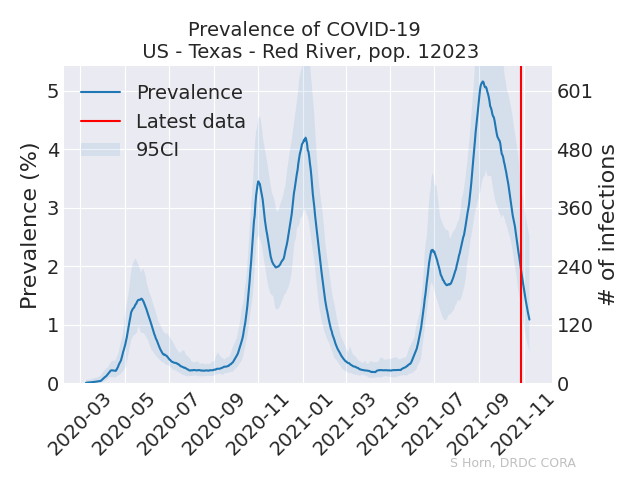 Prevalence of COVID-19
US - Texas - Red River, pop. 12023
Prevalence
Latest data
95CI
Prevalence (%)
5
4
3
2
1
0
# of infections
601
480
360
240
120
0
2020-03
2020-05
2020-07
2020-09
2020-11
2021-01
2021-03
2021-05
2021-07
2021-09
2021-11
S Horn, DRDC CORA